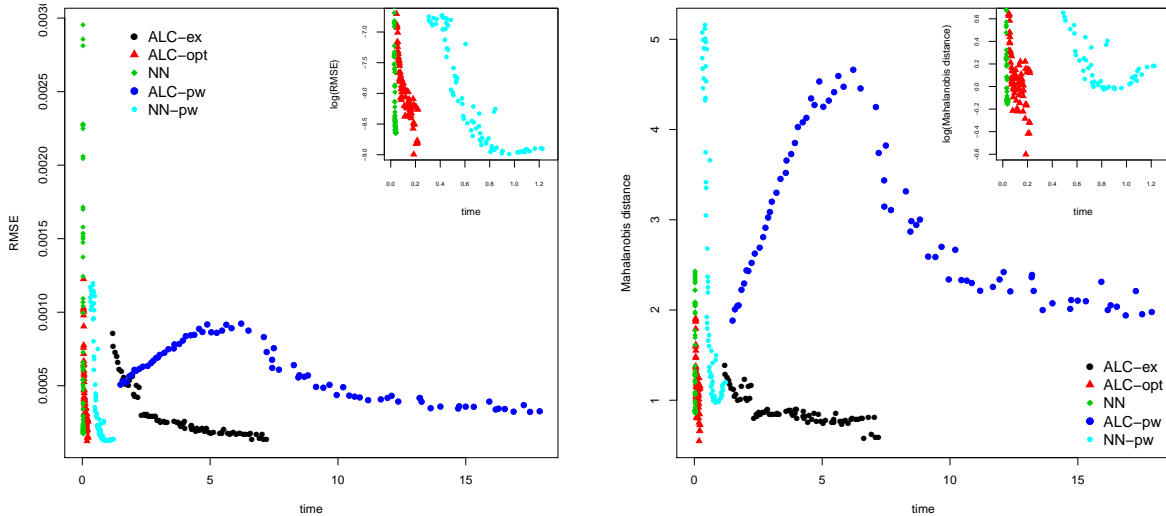 RMSE
0.0005
0.0010
0.0015
0.0020
0.0025
0.0030
0
5
10
15
time
ALC−ex
ALC−opt
NN
ALC−pw
NN−pw
log(RMSE)
−7.0
−7.5
−8.0
−8.5
−9.0
0.0 0.2 0.4 0.6 0.8 1.0 1.2
time
Mahalanobis distance
1
2
3
4
5
0
5
10
15
time
log(Mahalanobis distance)
0.6
0.4
0.2
0.0
−0.2
−0.4
−0.6
0.0 0.2 0.4 0.6 0.8 1.0 1.2
time
ALC−ex
ALC−opt
NN
ALC−pw
NN−pw